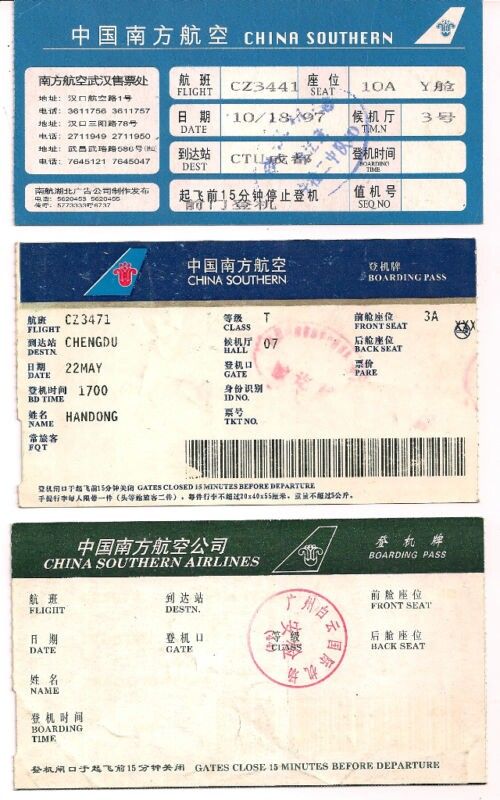 中国南方航空 CHINA SOUTHERN
南方航空武汉售票处
地址: 汉口航空路1号
电话: 3611756 3611757
地址: 汉口三阳路78号
电话: 2711949 2711950
地址: 武昌武珞路586号
电话: 7645121 7645047
南航湖北广告公司制作发布
电话: 5620453 5620455
航班 FLIGHT CZ3441 座位 SEAT 10A Y舱
日期 DATE 10/18,97 候机厅 T.M.N 3号
到达站 DEST CTU成都 登机时间 BOARDING TIME
起飞前15分钟停止登机 值机号 SEQ NO
前门登机
中国南方航空
CHINA SOUTHERN
登机牌
BOARDING PASS
航班 FLIGHT CZ3471 等级 CLASS T 前舱座位 FRONT SEAT 3A
到达站 DESTN. CHENGDU 候机厅 HALL 07 后舱座位 BACK SEAT
日期 DATE 22MAY 登机口 GATE 票价 PARE
登机时间 BD TIME 1700 身份识别 ID NO.
姓名 NAME HANDONG 票号 TKT NO.
常旅客 FQT
登机闸口于起飞前15分钟关闭 GATES CLOSED 15 MINUTES BEFORE DEPARTURE
手提行李每人限带一件（头等舱旅客二件），每件行李不超过20x40x55厘米，重量不超过5公斤。
中国南方航空公司
CHINA SOUTHERN AIRLINES
登机牌
BOARDING PASS
航班 FLIGHT 到达站 DESTN. 前舱座位 FRONT SEAT
日期 DATE 登机口 GATE 等级 CLASS 后舱座位 BACK SEAT
姓名 NAME
登机时间 BOARDING TIME
广州白云国际机场
登机闸口于起飞前15分钟关闭 GATES CLOSE 15 MINUTES BEFORE DEPARTURE